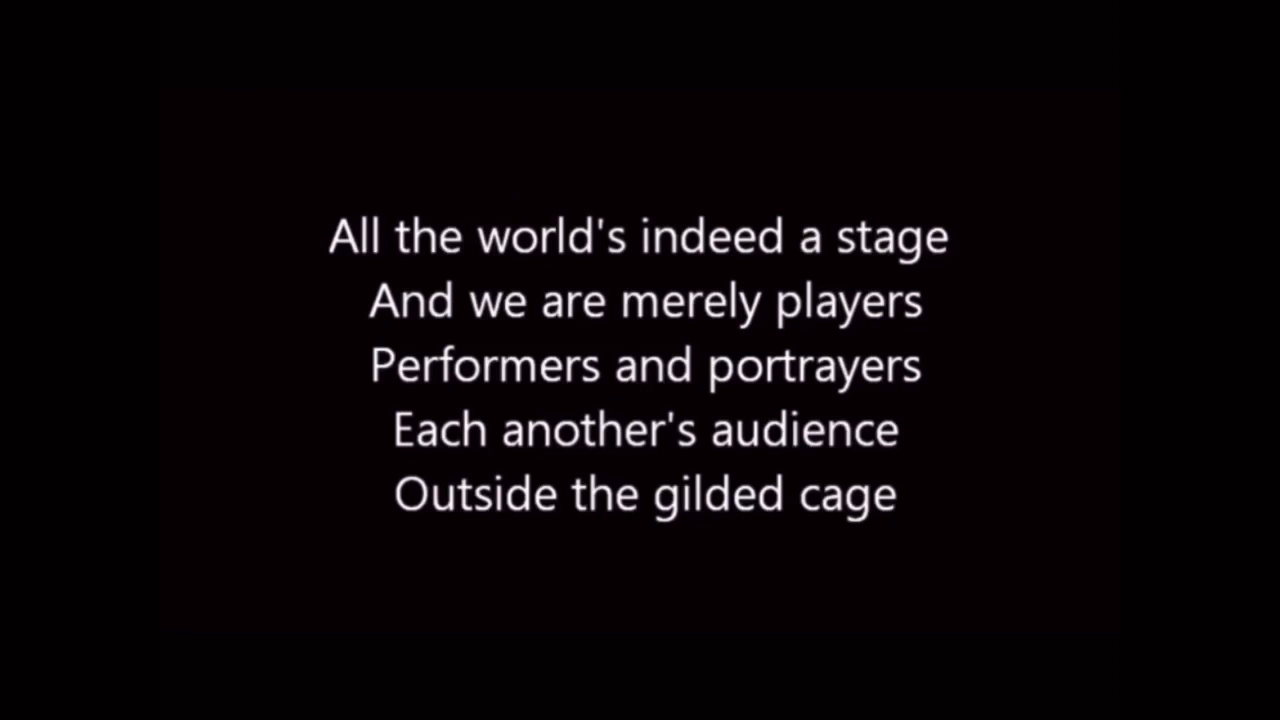 All the world's indeed a stage
And we are merely players
Performers and portrayers
Each another's audience
Outside the gilded cage